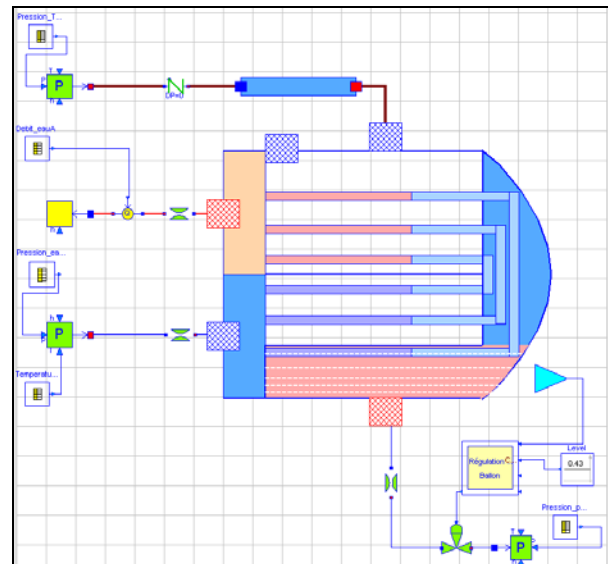 Pression_T...
T
P
P
h
DP=0
Debit_eauA
Q
h
Pression_ea...
h
P
P
T
Temperatu...
Level
Régulation C
0.43
Ballon
Pression_p...
T
P
P
h